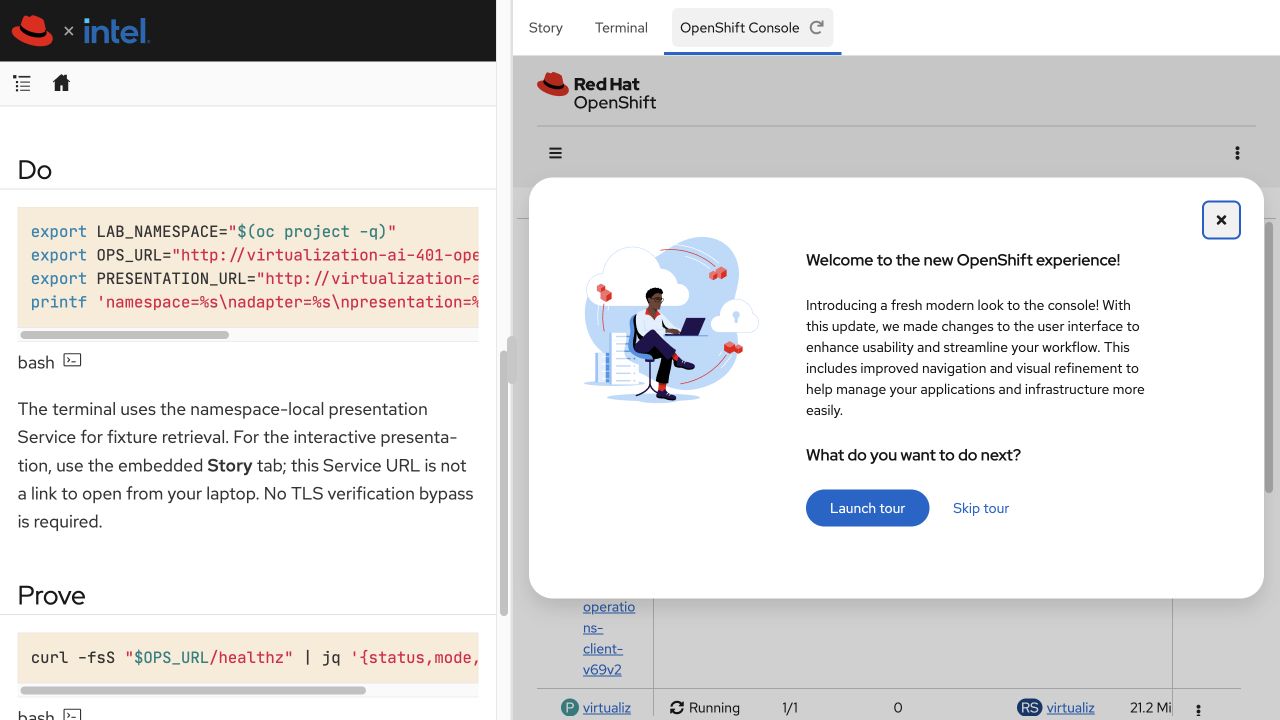 intel.
Do
export LAB_NAMESPACE="$(oc project -q)"
export OPS_URL="http://virtualization-ai-401-ope
export PRESENTATION_URL="http://virtualization-a
printf 'namespace=%s\nadapter=%s\npresentation=%
bash
The terminal uses the namespace-local presentation
Service for fixture retrieval. For the interactive presenta-
tion, use the embedded Story tab; this Service URL is not
a link to open from your laptop. No TLS verification bypass
is required.
Prove
curl -fsS "$OPS_URL/healthz" | jq '{status,mode,
bash
Story
Terminal
OpenShift Console
Red Hat
OpenShift
Welcome to the new OpenShift experience!
Introducing a fresh modern look to the console! With
this update, we made changes to the user interface to
enhance usability and streamline your workflow. This
includes improved navigation and visual refinement to
help manage your applications and infrastructure more
easily.
What do you want to do next?
Launch tour
Skip tour
operatio
ns-
client-
v69v2
P virtualiz Running 1/1 0 RS virtualiz 21.2 Mi